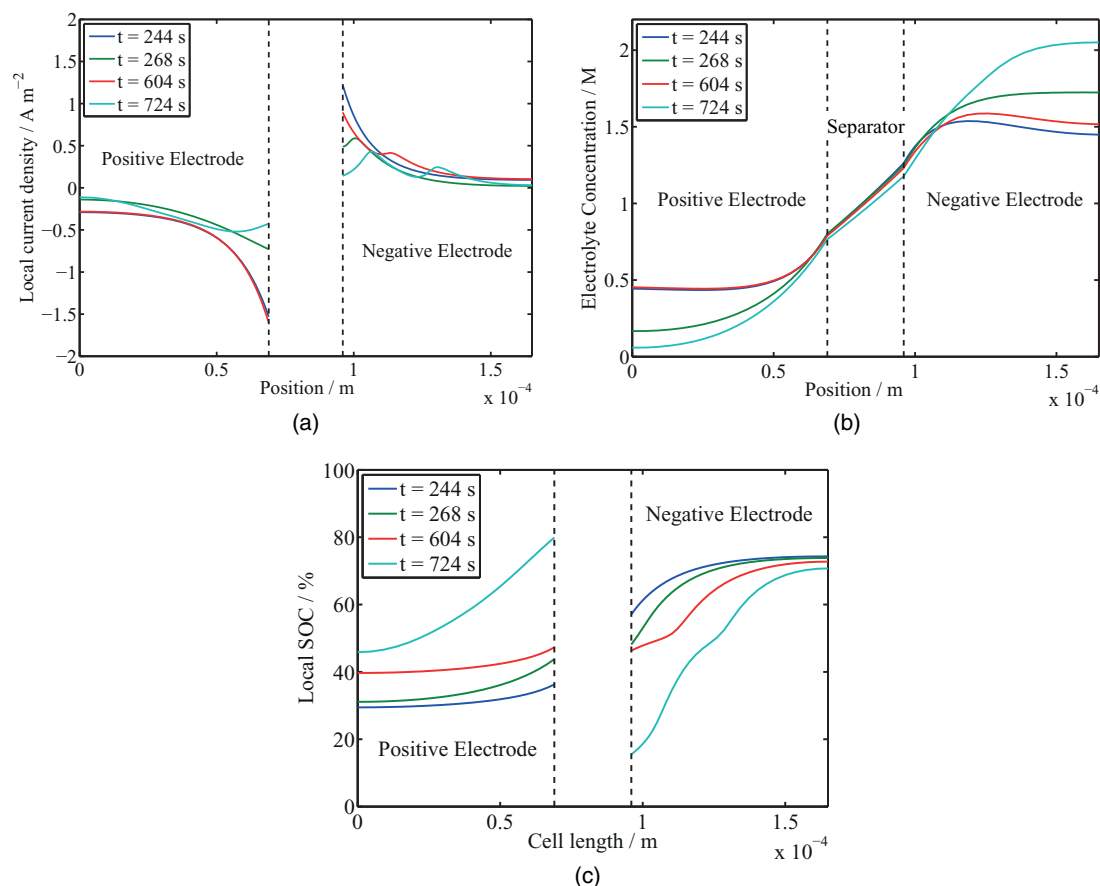 2
1.5
1
0.5
0
−0.5
−1
−1.5
−2
t = 244 s
t = 268 s
t = 604 s
t = 724 s
Positive Electrode
Negative Electrode
Local current density / A m⁻²
0 0.5 1 1.5
Position / m
x 10⁻⁴
(a)
2
1.5
1
0.5
0
t = 244 s
t = 268 s
t = 604 s
t = 724 s
Separator
Positive Electrode
Negative Electrode
Electrolyte Concentration / M
0 0.5 1 1.5
Position / m
x 10⁻⁴
(b)
100
80
60
40
20
0
t = 244 s
t = 268 s
t = 604 s
t = 724 s
Negative Electrode
Positive Electrode
Local SOC / %
0 0.5 1 1.5
Cell length / m
x 10⁻⁴
(c)